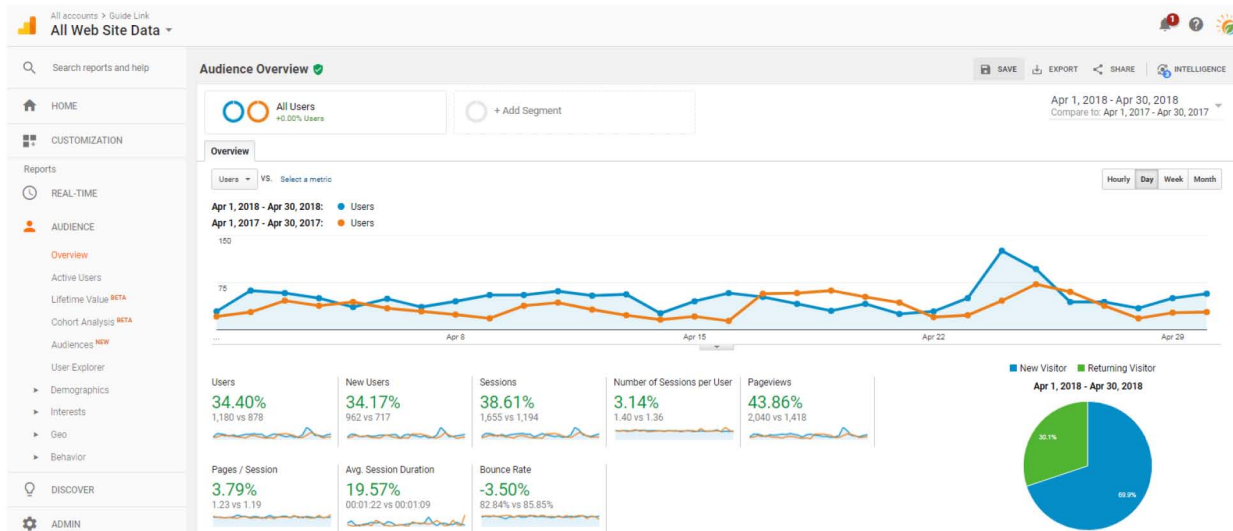 All accounts > Guide Link
All Web Site Data
1
Search reports and help
HOME
CUSTOMIZATION
Reports
REAL-TIME
AUDIENCE
Overview
Active Users
Lifetime Value BETA
Cohort Analysis BETA
Audiences NEW
User Explorer
Demographics
Interests
Geo
Behavior
DISCOVER
ADMIN
Audience Overview
SAVE
EXPORT
SHARE
3
INTELLIGENCE
All Users
+0.00% Users
+ Add Segment
Apr 1, 2018 - Apr 30, 2018
Compare to: Apr 1, 2017 - Apr 30, 2017
Overview
Users VS. Select a metric
Hourly Day Week Month
Apr 1, 2018 - Apr 30, 2018: Users
Apr 1, 2017 - Apr 30, 2017: Users
150
75
... Apr 8 Apr 15 Apr 22 Apr 29
Users
34.40%
1,180 vs 878
New Users
34.17%
962 vs 717
Sessions
38.61%
1,655 vs 1,194
Number of Sessions per User
3.14%
1.40 vs 1.36
Pageviews
43.86%
2,040 vs 1,418
Pages / Session
3.79%
1.23 vs 1.19
Avg. Session Duration
19.57%
00:01:22 vs 00:01:09
Bounce Rate
-3.50%
82.84% vs 85.85%
New Visitor Returning Visitor
Apr 1, 2018 - Apr 30, 2018
30.1%
69.9%